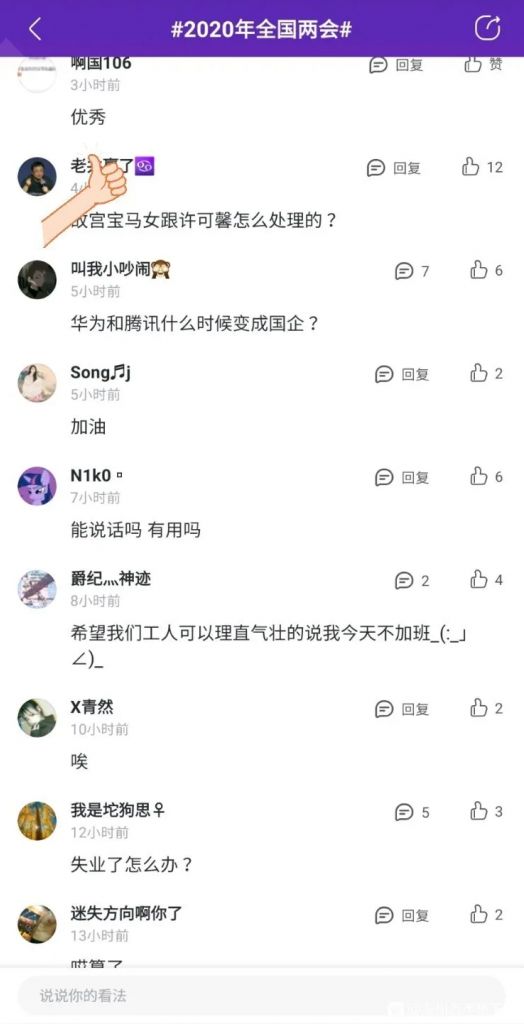 #2020年全国两会#
啊国106
回复
赞
3小时前
优秀
回复
12
故宫宝马女跟许可馨怎么处理的？
叫我小吵闹🙈
7
6
5小时前
华为和腾讯什么时候变成国企？
Song🎵j
回复
2
5小时前
加油
N1k0▫
回复
6
7小时前
能说话吗 有用吗
爵纪灬神迹
2
4
8小时前
希望我们工人可以理直气壮的说我今天不加班_(:_」
∠)_
X青然
回复
2
10小时前
唉
我是坨狗思♀
5
3
12小时前
失业了怎么办？
迷失方向啊你了
回复
2
13小时前
哎算了
说说你的看法